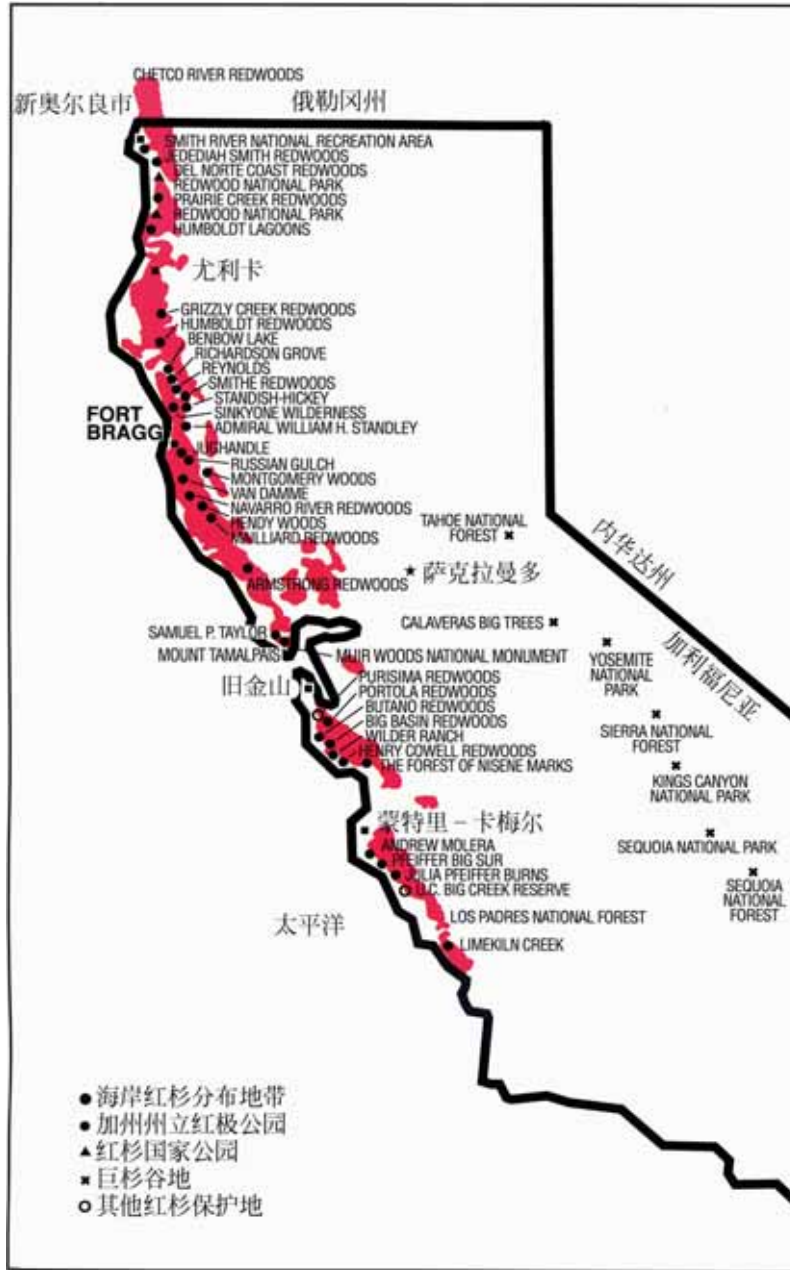 CHETCO RIVER REDWOODS
新奥尔良市
俄勒冈州
SMITH RIVER NATIONAL RECREATION AREA
JEDEDIAH SMITH REDWOODS
DEL NORTE COAST REDWOODS
REDWOOD NATIONAL PARK
PRAIRIE CREEK REDWOODS
REDWOOD NATIONAL PARK
HUMBOLDT LAGOONS
尤利卡
GRIZZLY CREEK REDWOODS
HUMBOLDT REDWOODS
BENBOW LAKE
RICHARDSON GROVE
REYNOLDS
SMITHE REDWOODS
STANDISH-HICKEY
SINKYONE WILDERNESS
FORT
BRAGG
ADMIRAL WILLIAM H. STANDLEY
JUGHANDLE
RUSSIAN GULCH
MONTGOMERY WOODS
VAN DAMME
NAVARRO RIVER REDWOODS
HENDY WOODS
MAILLIARD REDWOODS
TAHOE NATIONAL
FOREST
内华达州
萨克拉曼多
ARMSTRONG REDWOODS
CALAVERAS BIG TREES
加利福尼亚
SAMUEL P. TAYLOR
MOUNT TAMALPAIS
MUIR WOODS NATIONAL MONUMENT
YOSEMITE
NATIONAL
PARK
旧金山
PURISIMA REDWOODS
PORTOLA REDWOODS
BUTANO REDWOODS
BIG BASIN REDWOODS
WILDER RANCH
HENRY COWELL REDWOODS
THE FOREST OF NISENE MARKS
SIERRA NATIONAL
FOREST
KINGS CANYON
NATIONAL PARK
蒙特里－卡梅尔
ANDREW MOLERA
PFEIFFER BIG SUR
JULIA PFEIFFER BURNS
U.C. BIG CREEK RESERVE
SEQUOIA NATIONAL PARK
SEQUOIA
NATIONAL
FOREST
太平洋
LOS PADRES NATIONAL FOREST
LIMEKILN CREEK
海岸红杉分布地带
加州州立红极公园
红杉国家公园
巨杉谷地
其他红杉保护地